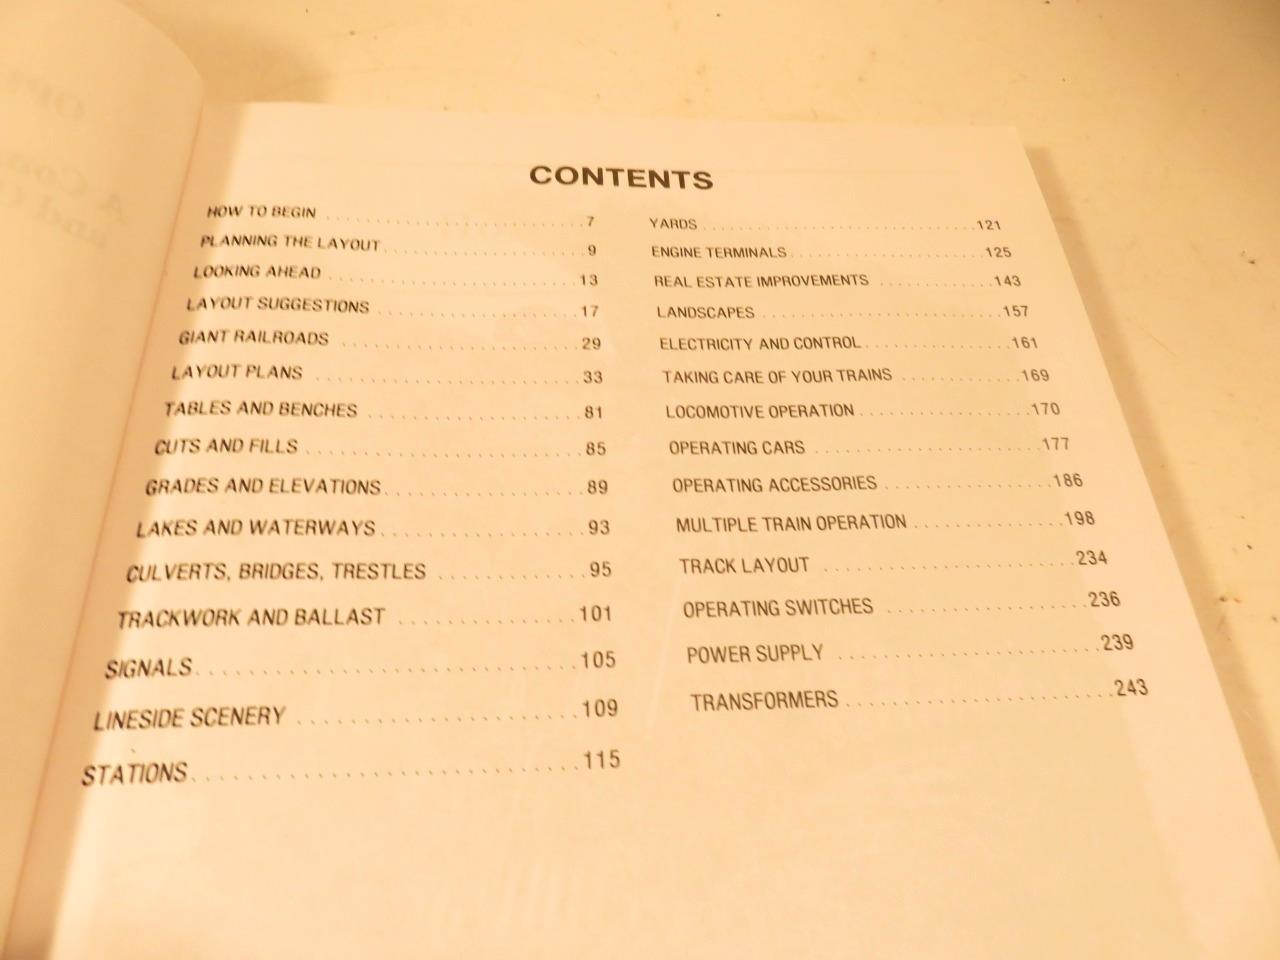 CONTENTS
HOW TO BEGIN . . . . . . . . . . . . . . . . . . . . . . . . . . . 7
PLANNING THE LAYOUT . . . . . . . . . . . . . . . . . . . . . 9
LOOKING AHEAD . . . . . . . . . . . . . . . . . . . . . . . . . . 13
LAYOUT SUGGESTIONS . . . . . . . . . . . . . . . . . . . . . 17
GIANT RAILROADS . . . . . . . . . . . . . . . . . . . . . . . . 29
LAYOUT PLANS . . . . . . . . . . . . . . . . . . . . . . . . . . 33
TABLES AND BENCHES . . . . . . . . . . . . . . . . . . . . . 81
CUTS AND FILLS . . . . . . . . . . . . . . . . . . . . . . . . . 85
GRADES AND ELEVATIONS . . . . . . . . . . . . . . . . . . 89
LAKES AND WATERWAYS . . . . . . . . . . . . . . . . . . . 93
CULVERTS, BRIDGES, TRESTLES . . . . . . . . . . . . . 95
TRACKWORK AND BALLAST . . . . . . . . . . . . . . . . 101
SIGNALS . . . . . . . . . . . . . . . . . . . . . . . . . . . . . . 105
LINESIDE SCENERY . . . . . . . . . . . . . . . . . . . . . . 109
STATIONS . . . . . . . . . . . . . . . . . . . . . . . . . . . . 115
YARDS . . . . . . . . . . . . . . . . . . . . . . . . . . . . . . . 121
ENGINE TERMINALS . . . . . . . . . . . . . . . . . . . . . . 125
REAL ESTATE IMPROVEMENTS . . . . . . . . . . . . . 143
LANDSCAPES . . . . . . . . . . . . . . . . . . . . . . . . . . 157
ELECTRICITY AND CONTROL . . . . . . . . . . . . . . . . 161
TAKING CARE OF YOUR TRAINS . . . . . . . . . . . . . 169
LOCOMOTIVE OPERATION . . . . . . . . . . . . . . . . . . 170
OPERATING CARS . . . . . . . . . . . . . . . . . . . . . . . . 177
OPERATING ACCESSORIES . . . . . . . . . . . . . . . . . 186
MULTIPLE TRAIN OPERATION . . . . . . . . . . . . . . . 198
TRACK LAYOUT . . . . . . . . . . . . . . . . . . . . . . . . . 234
OPERATING SWITCHES . . . . . . . . . . . . . . . . . . . . 236
POWER SUPPLY . . . . . . . . . . . . . . . . . . . . . . . . . 239
TRANSFORMERS . . . . . . . . . . . . . . . . . . . . . . . . 243